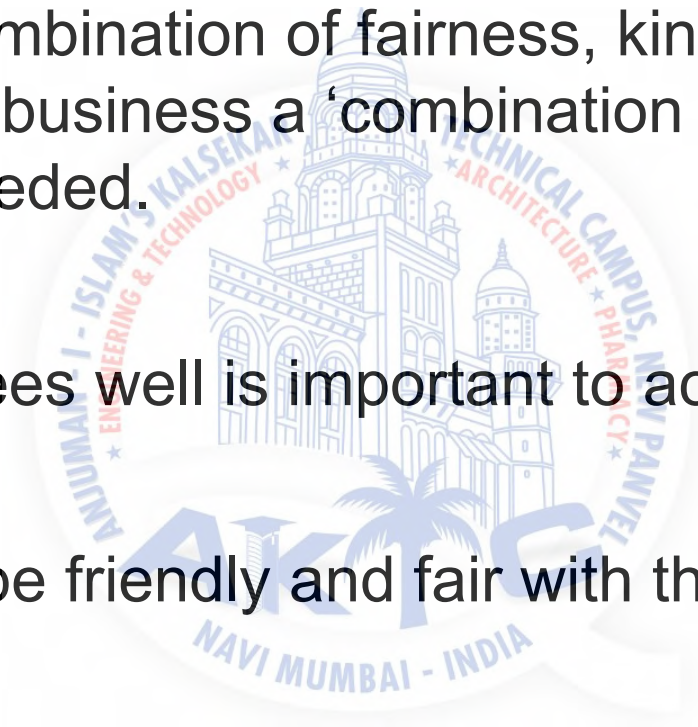 mbination of fairness, kin
business a ‘combination
eded.
ees well is important to ac
be friendly and fair with th
ANJUMAN - I - ISLAM'S KALSEKAR TECHNICAL CAMPUS, NEW PANVEL
ENGINEERING & TECHNOLOGY ★ ★ ARCHITECTURE ★ PHARMACY ★
AKTC
NAVI MUMBAI - INDIA